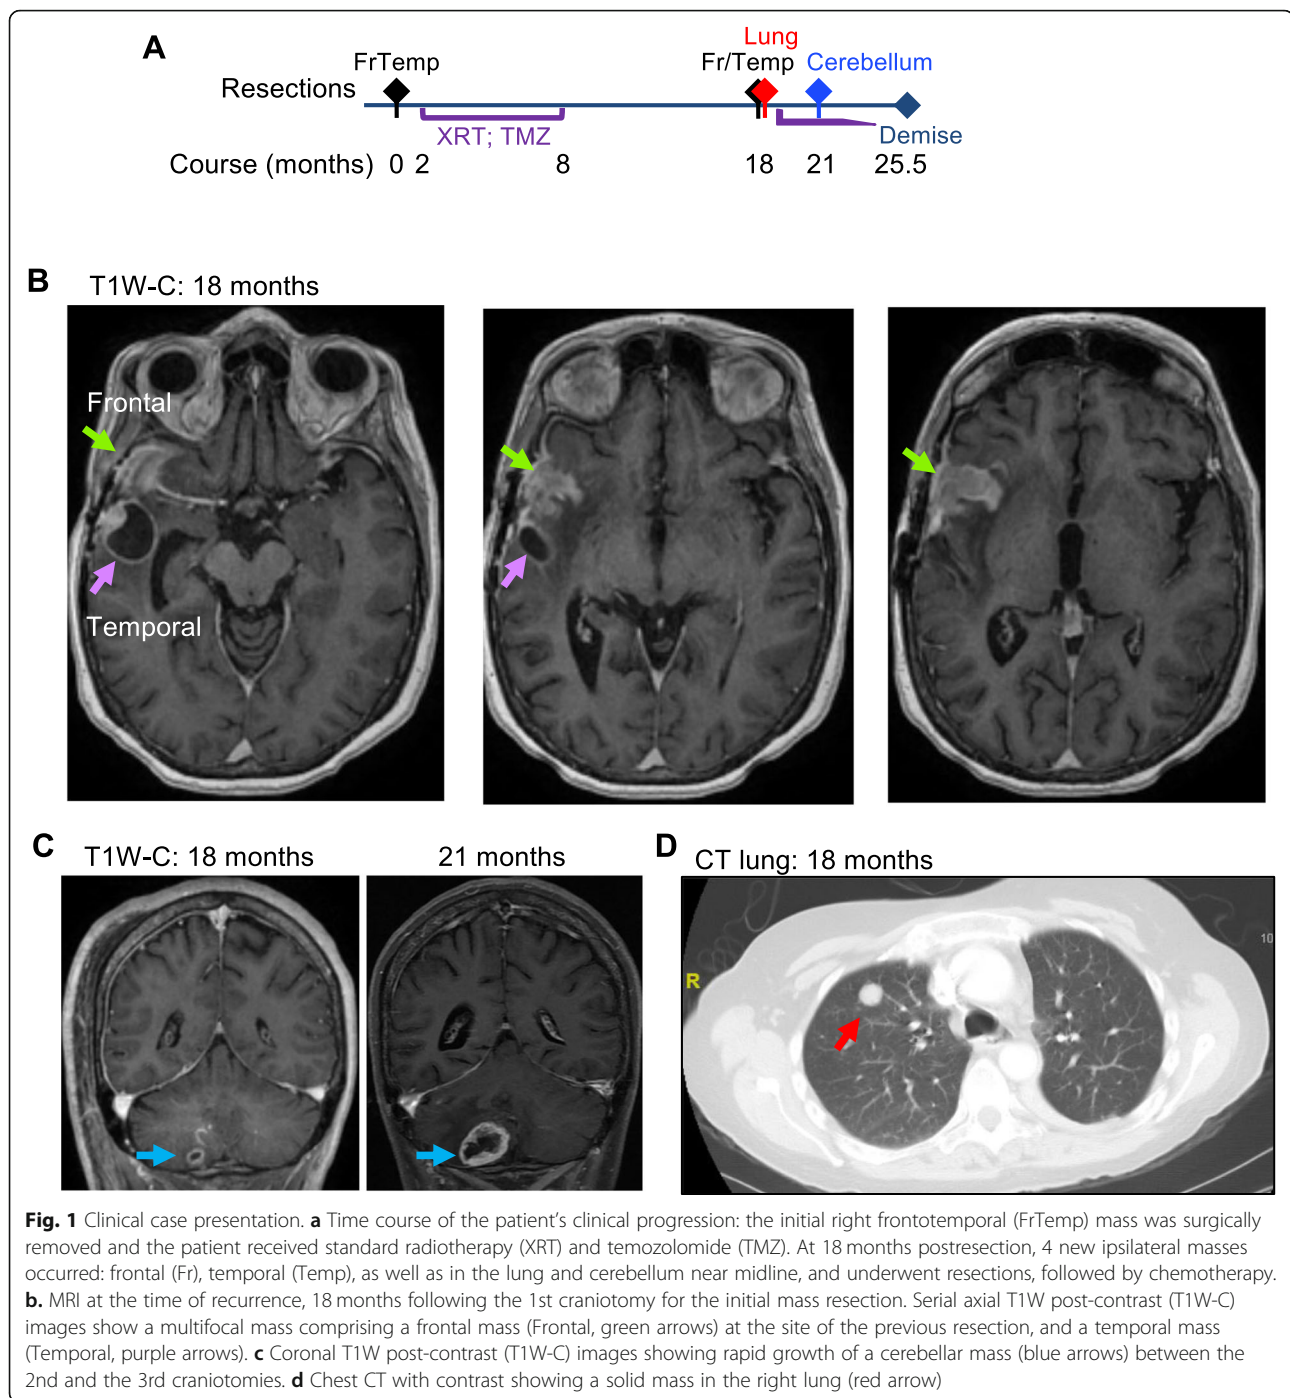 A
Lung
FrTemp Fr/Temp Cerebellum
Resections
XRT; TMZ Demise
Course (months) 0 2 8 18 21 25.5
B T1W-C: 18 months
Frontal
Temporal
C T1W-C: 18 months 21 months
D CT lung: 18 months
R
10
Fig. 1 Clinical case presentation. a Time course of the patient’s clinical progression: the initial right frontotemporal (FrTemp) mass was surgically
removed and the patient received standard radiotherapy (XRT) and temozolomide (TMZ). At 18 months postresection, 4 new ipsilateral masses
occurred: frontal (Fr), temporal (Temp), as well as in the lung and cerebellum near midline, and underwent resections, followed by chemotherapy.
b. MRI at the time of recurrence, 18 months following the 1st craniotomy for the initial mass resection. Serial axial T1W post-contrast (T1W-C)
images show a multifocal mass comprising a frontal mass (Frontal, green arrows) at the site of the previous resection, and a temporal mass
(Temporal, purple arrows). c Coronal T1W post-contrast (T1W-C) images showing rapid growth of a cerebellar mass (blue arrows) between the
2nd and the 3rd craniotomies. d Chest CT with contrast showing a solid mass in the right lung (red arrow)